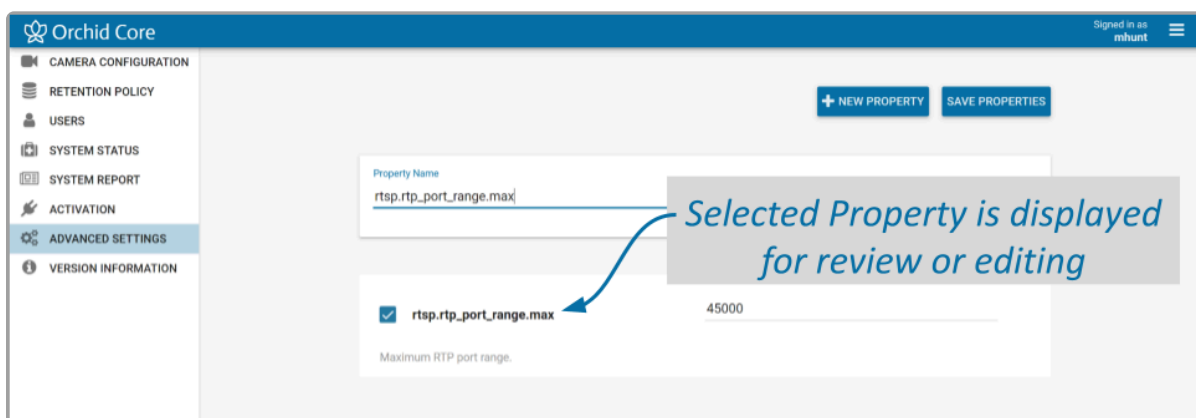 Orchid Core
Signed in as
mhunt
CAMERA CONFIGURATION
RETENTION POLICY
USERS
SYSTEM STATUS
SYSTEM REPORT
ACTIVATION
ADVANCED SETTINGS
VERSION INFORMATION
+ NEW PROPERTY
SAVE PROPERTIES
Property Name
rtsp.rtp_port_range.max
Selected Property is displayed
for review or editing
rtsp.rtp_port_range.max
45000
Maximum RTP port range.